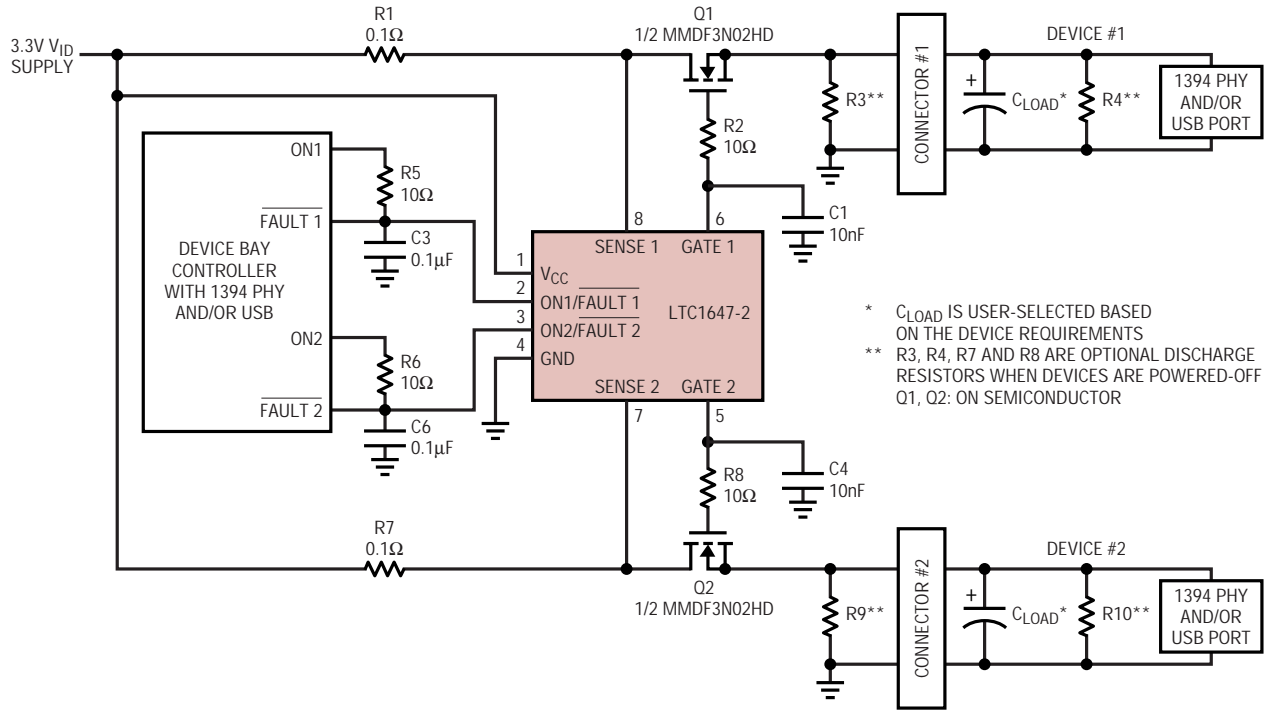 3.3V VID
SUPPLY
R1
0.1Ω
Q1
1/2 MMDF3N02HD
R3**
CONNECTOR #1
DEVICE #1
+
CLOAD*
R4**
1394 PHY
AND/OR
USB PORT
R2
10Ω
C1
10nF
ON1
R5
10Ω
FAULT 1
C3
0.1µF
DEVICE BAY
CONTROLLER
WITH 1394 PHY
AND/OR USB
ON2
R6
10Ω
FAULT 2
C6
0.1µF
8
6
SENSE 1
GATE 1
1
VCC
2
ON1/FAULT 1
LTC1647-2
3
ON2/FAULT 2
4
GND
SENSE 2
GATE 2
7
5
* CLOAD IS USER-SELECTED BASED
ON THE DEVICE REQUIREMENTS
** R3, R4, R7 AND R8 ARE OPTIONAL DISCHARGE
RESISTORS WHEN DEVICES ARE POWERED-OFF
Q1, Q2: ON SEMICONDUCTOR
R8
10Ω
C4
10nF
R7
0.1Ω
Q2
1/2 MMDF3N02HD
R9**
CONNECTOR #2
DEVICE #2
+
CLOAD*
R10**
1394 PHY
AND/OR
USB PORT